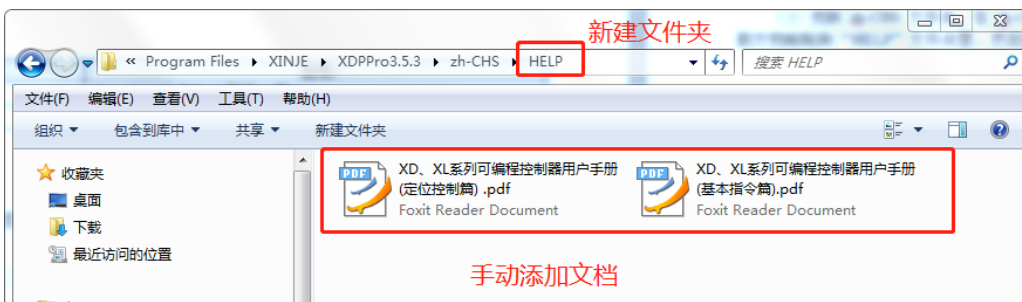 新建文件夹
« Program Files ▸ XINJE ▸ XDPPro3.5.3 ▸ zh-CHS ▸ HELP
搜索 HELP
文件(F) 编辑(E) 查看(V) 工具(T) 帮助(H)
组织 包含到库中 共享 新建文件夹
收藏夹
桌面
下载
最近访问的位置
PDF
XD、XL系列可编程控制器用户手册
(定位控制篇) .pdf
Foxit Reader Document
PDF
XD、XL系列可编程控制器用户手册
(基本指令篇).pdf
Foxit Reader Document
手动添加文档